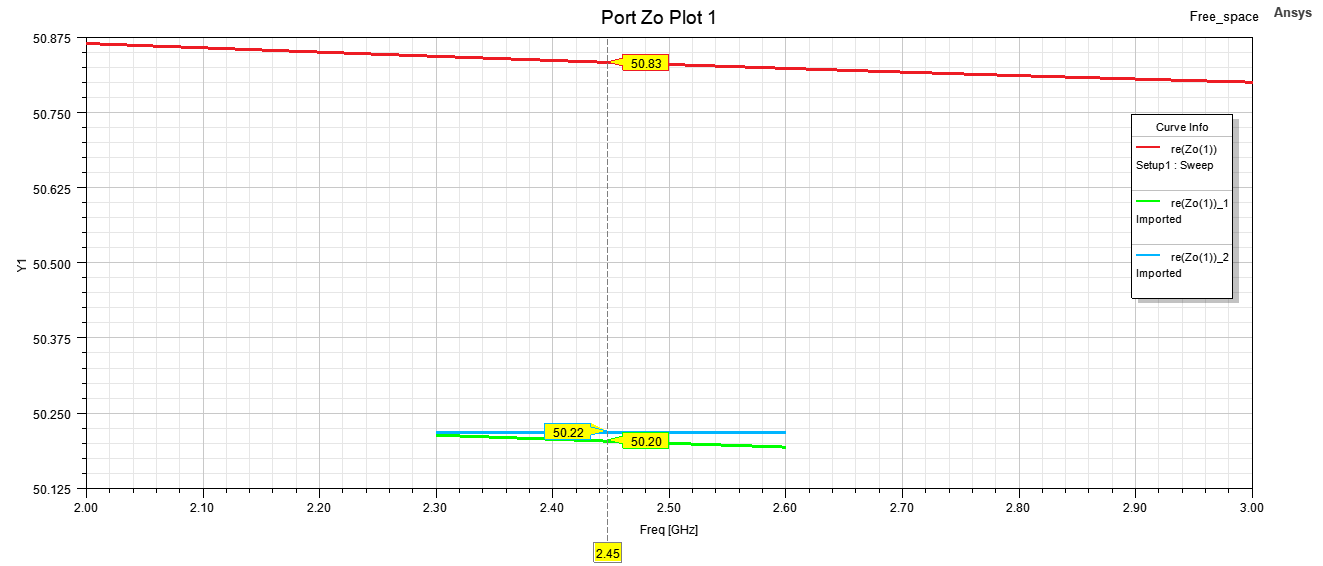 Port Zo Plot 1
Free_space
Ansys
50.875
50.750
50.625
50.500
50.375
50.250
50.125
Y1
50.83
50.22
50.20
Curve Info
re(Zo(1))
Setup1 : Sweep
re(Zo(1))_1
Imported
re(Zo(1))_2
Imported
2.00 2.10 2.20 2.30 2.40 2.50 2.60 2.70 2.80 2.90 3.00
Freq [GHz]
2.45